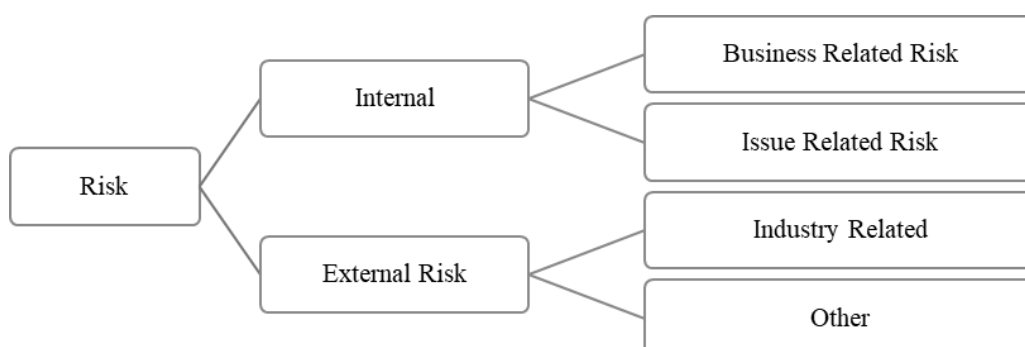 Risk
Internal
Business Related Risk
Issue Related Risk
External Risk
Industry Related
Other